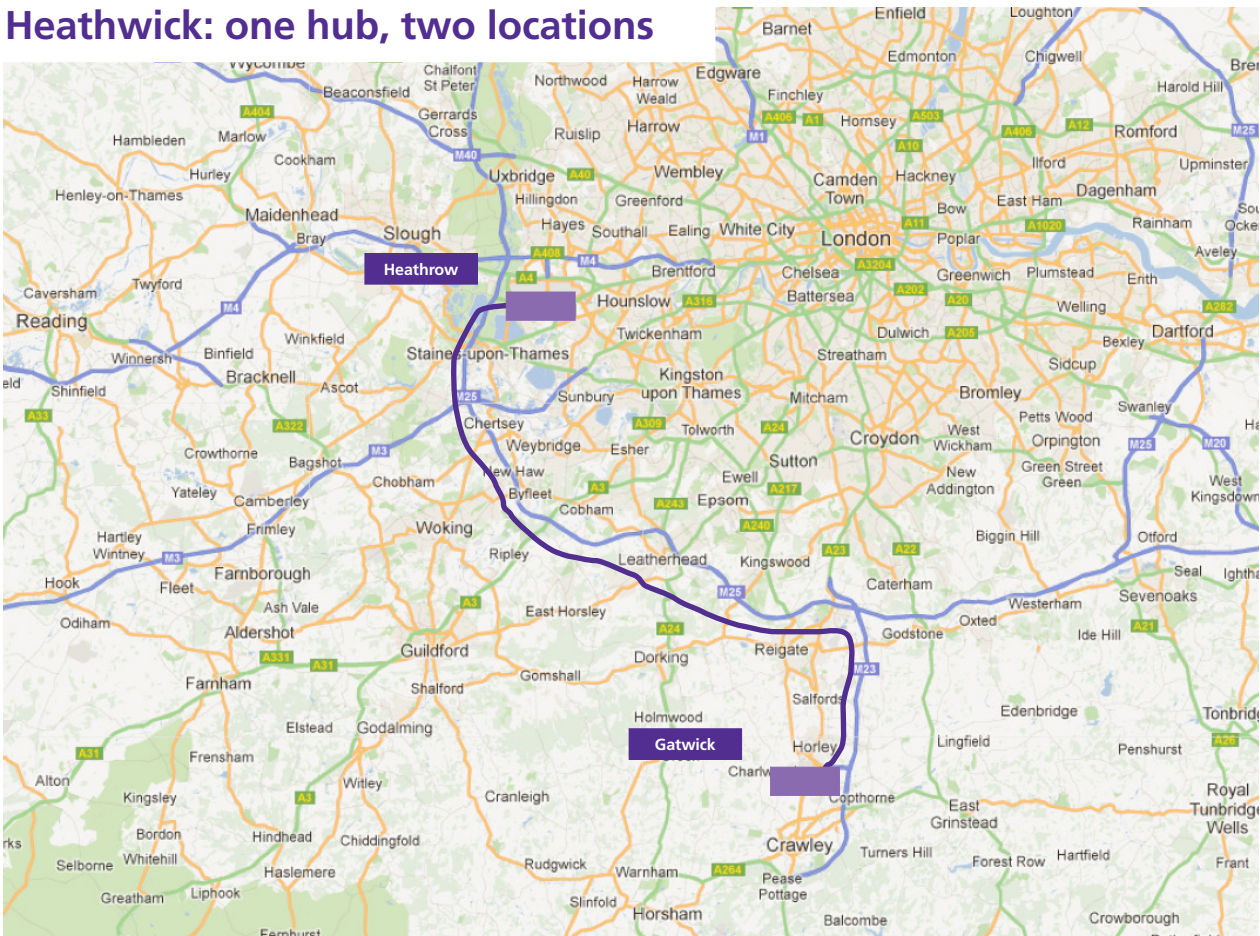 Heathwick: one hub, two locations
Enfield
Loughton
Barnet
Edmonton
Chigwell
Wycombe
Chalfont
St Peter
Edgware
Northwood
Harrow
Weald
Harold Hill
Beaconsfield
Finchley
A404
Gerrards
Cross
A406
A1
Hornsey
A503
A12
A406
Romford
M25
Hambleden
Marlow
Ruislip
Harrow
M1
A10
M40
Cookham
Ilford
Upminster
Hurley
Uxbridge
A40
Wembley
Camden
Town
Hackney
Dagenham
Henley-on-Thames
Hillingdon
Greenford
Bow
East Ham
Maidenhead
Hayes
Southall
Ealing
White City
A11
A1020
Rainham
Bray
Slough
London
Poplar
Aveley
A408
M4
Heathrow
A4
Brentford
Chelsea
A3204
Greenwich
Plumstead
Erith
Caversham
Twyford
Battersea
A202
A20
Welling
A282
Reading
M4
Hounslow
A316
Winkfield
Twickenham
Dulwich
A205
Dartford
Bexley
Winnersh
Binfield
Staines-upon-Thames
Streatham
Sidcup
Bracknell
Ascot
Kingston
upon Thames
Shinfield
M25
Sunbury
Mitcham
Bromley
Swanley
A33
A322
Chertsey
A309
Tolworth
A24
Croydon
West
Wickham
Petts Wood
Orpington
M25
M20
Crowthorne
Bagshot
M3
Weybridge
Esher
Sutton
Green Street
Green
Chobham
New Haw
Ewell
New
Addington
West
Kingsdown
Yateley
Camberley
Byfleet
A3
A243
Epsom
A217
Cobham
Hartley
Wintney
Frimley
Woking
A240
Biggin Hill
Otford
M3
Ripley
Leatherhead
Kingswood
A23
A22
Hook
Fleet
Farnborough
Caterham
Seal
M25
Sevenoaks
Ash Vale
A3
East Horsley
Westerham
Odiham
Aldershot
A24
Oxted
A21
Godstone
Ide Hill
A331
A31
Guildford
Dorking
Reigate
Farnham
Shalford
Gomshall
M23
Salfords
Elstead
Godalming
Holmwood
Edenbridge
A31
Frensham
Gatwick
Horley
Lingfield
Penshurst
A26
Alton
Witley
Kingsley
A3
Cranleigh
Copthorne
East
Grinstead
Royal
Tunbridge
Wells
Bordon
Hindhead
Chiddingfold
Crawley
Selborne
Whitehill
Haslemere
Rudgwick
Warnham
A264
Turners Hill
Forest Row
Hartfield
Frant
Greatham
Liphook
Pease
Pottage
Slinfold
Horsham
Balcombe
Crowborough
Fernhurst